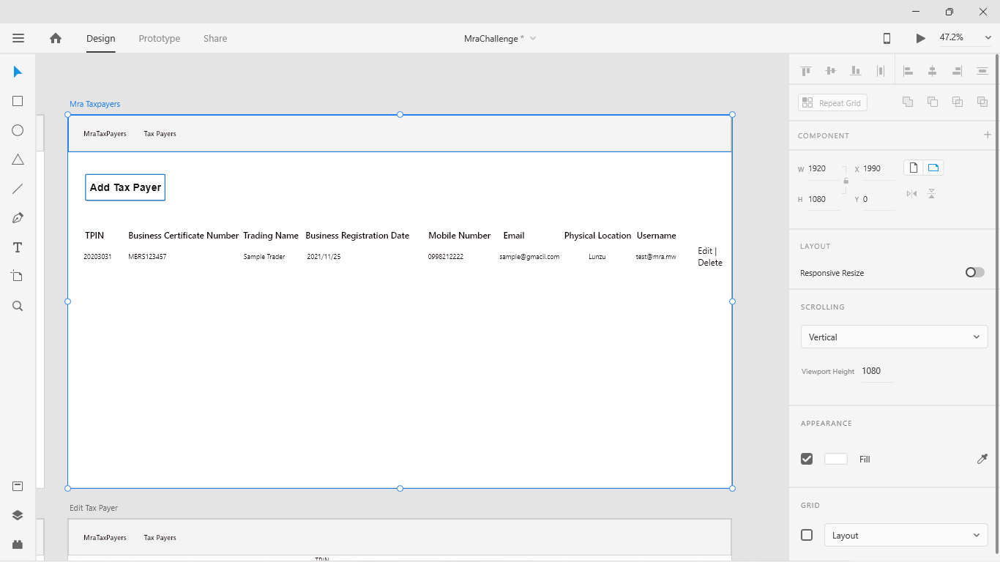 Design Prototype Share MraChallenge * 47.2%
Mra Taxpayers
MraTaxPayers Tax Payers
Add Tax Payer
TPIN Business Certificate Number Trading Name Business Registration Date Mobile Number Email Physical Location Username
20203031 MBRS123457 Sample Trader 2021/11/25 0998212222 sample@gmacil.com Lunzu test@mra.mw Edit |
Delete
Edit Tax Payer
MraTaxPayers Tax Payers
TPIN
Repeat Grid
COMPONENT
W 1920 X 1990
H 1080 Y 0
LAYOUT
Responsive Resize
SCROLLING
Vertical
Viewport Height 1080
APPEARANCE
Fill
GRID
Layout